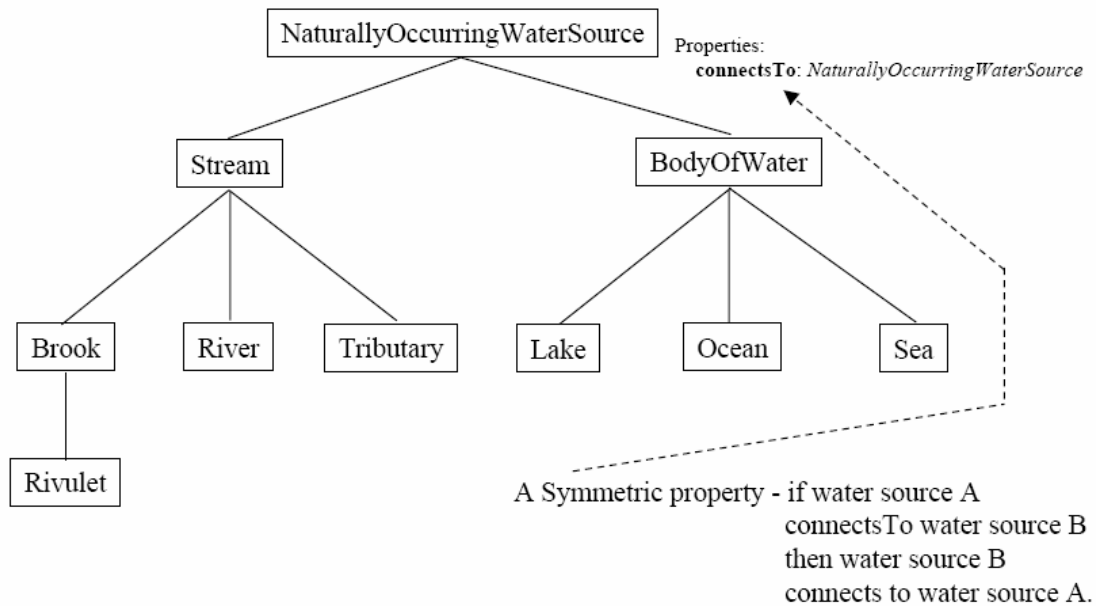 NaturallyOccurringWaterSource
Properties:
connectsTo: NaturallyOccurringWaterSource
Stream
BodyOfWater
Brook
River
Tributary
Lake
Ocean
Sea
Rivulet
A Symmetric property - if water source A
connectsTo water source B
then water source B
connects to water source A.